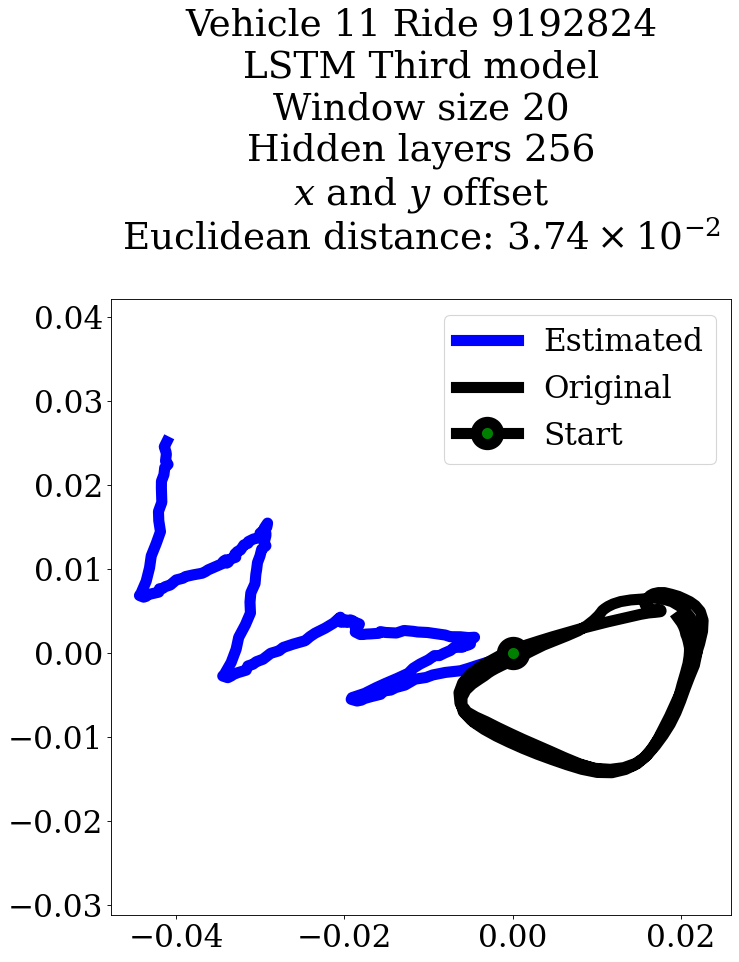 Vehicle 11 Ride 9192824
LSTM Third model
Window size 20
Hidden layers 256
x and y offset
Euclidean distance: 3.74 × 10⁻²
0.04
0.03
0.02
0.01
0.00
−0.01
−0.02
−0.03
Estimated
Original
Start
−0.04 −0.02 0.00 0.02